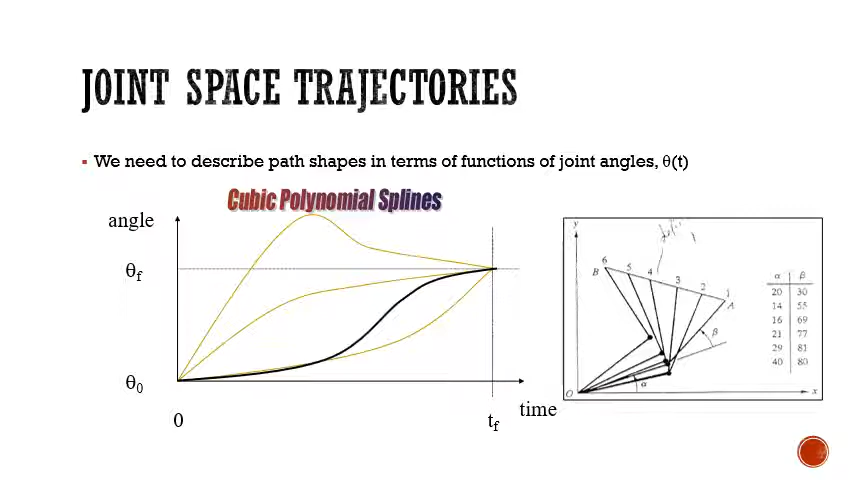 JOINT SPACE TRAJECTORIES
We need to describe path shapes in terms of functions of joint angles, θ(t)
Cubic Polynomial Splines
angle
θf
θ0
0
tf
time
y
6
5
4
3
2
1
B
A
β
α
O
x
α β
20 30
14 55
16 69
21 77
29 81
40 80